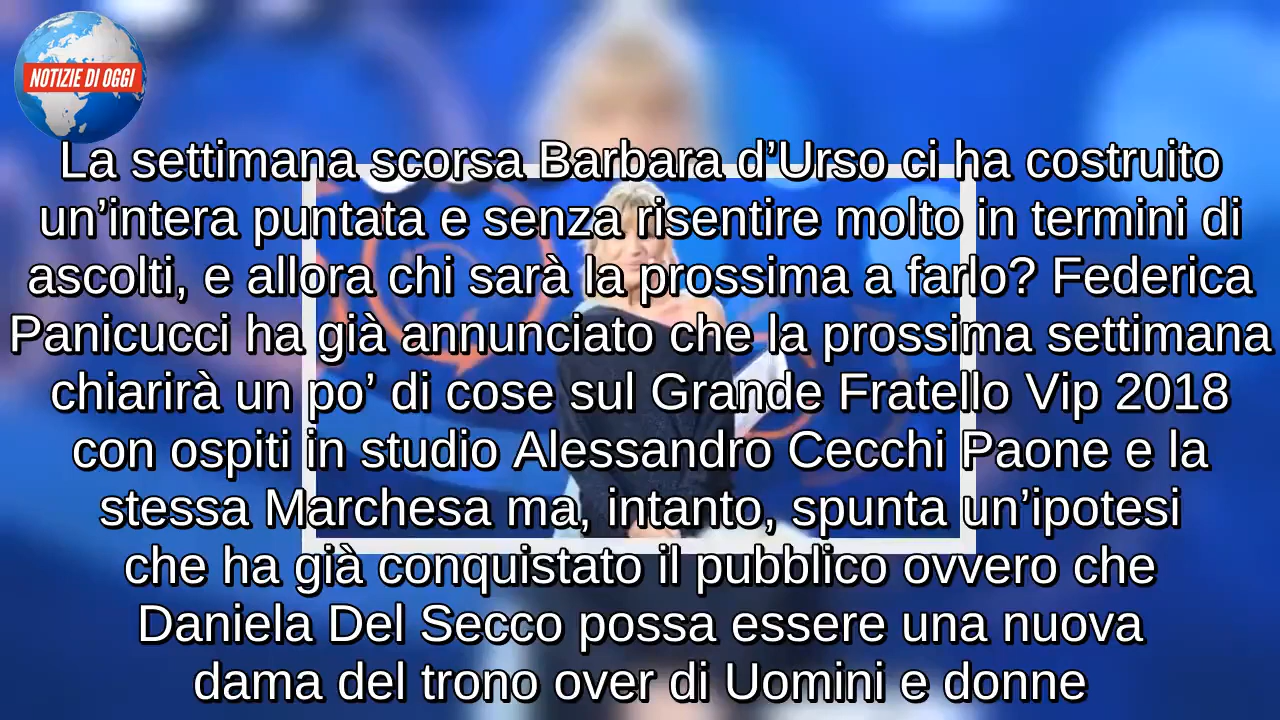 NOTIZIE DI OGGI
La settimana scorsa Barbara d’Urso ci ha costruito
un’intera puntata e senza risentire molto in termini di
ascolti, e allora chi sarà la prossima a farlo? Federica
Panicucci ha già annunciato che la prossima settimana
chiarirà un po’ di cose sul Grande Fratello Vip 2018
con ospiti in studio Alessandro Cecchi Paone e la
stessa Marchesa ma, intanto, spunta un’ipotesi
che ha già conquistato il pubblico ovvero che
Daniela Del Secco possa essere una nuova
dama del trono over di Uomini e donne